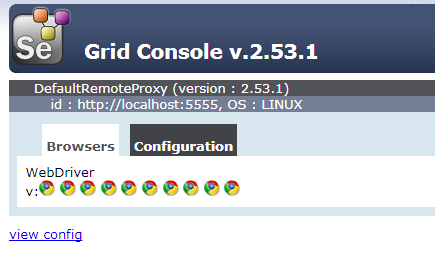 Se
Grid Console v.2.53.1
DefaultRemoteProxy (version : 2.53.1)
id : http://localhost:5555, OS : LINUX
Browsers Configuration
WebDriver
v:
view config